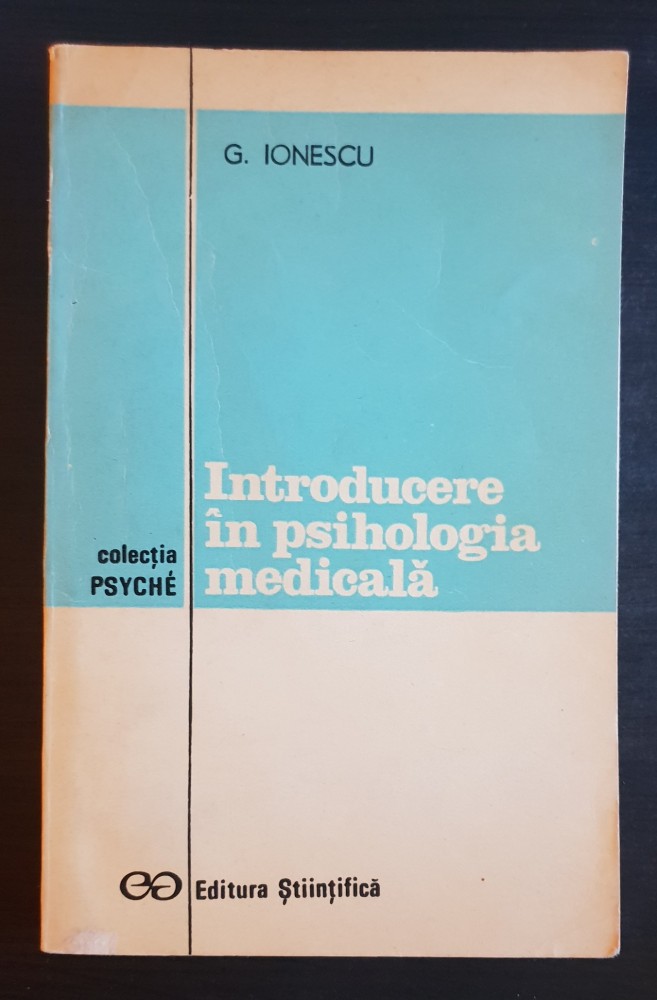 G. IONESCU
Introducere
în psihologia
medicală
colecția
PSYCHÉ
Editura Științifică